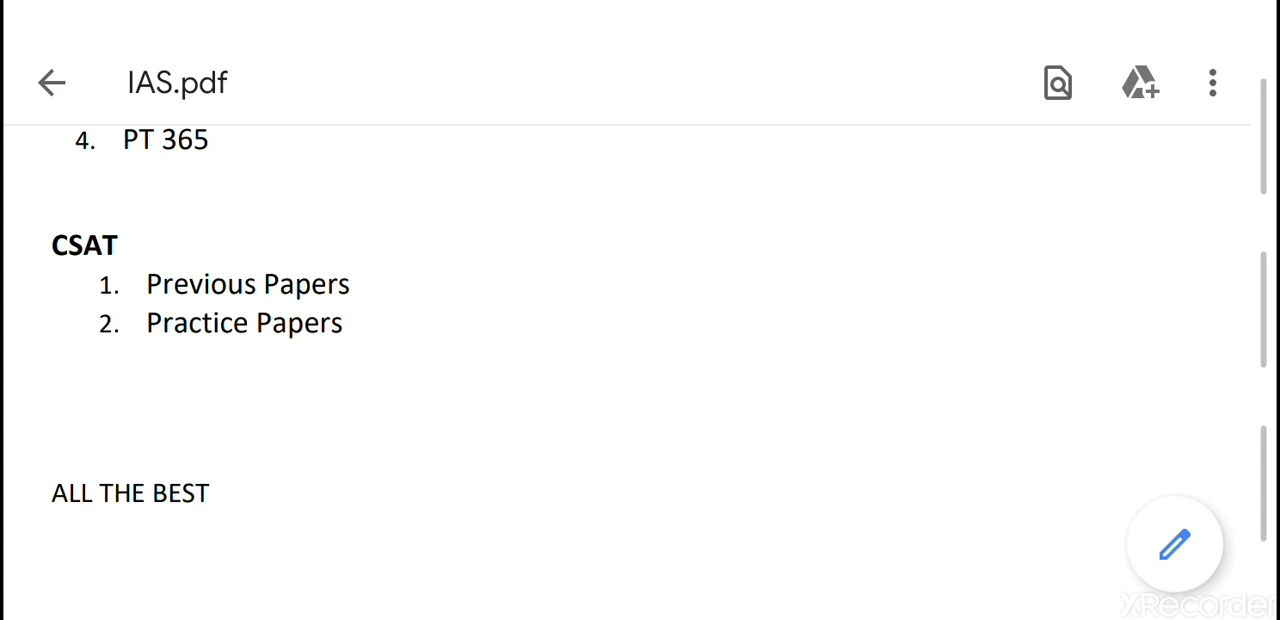 IAS.pdf
4. PT 365
CSAT
1. Previous Papers
2. Practice Papers
ALL THE BEST
XRecorder